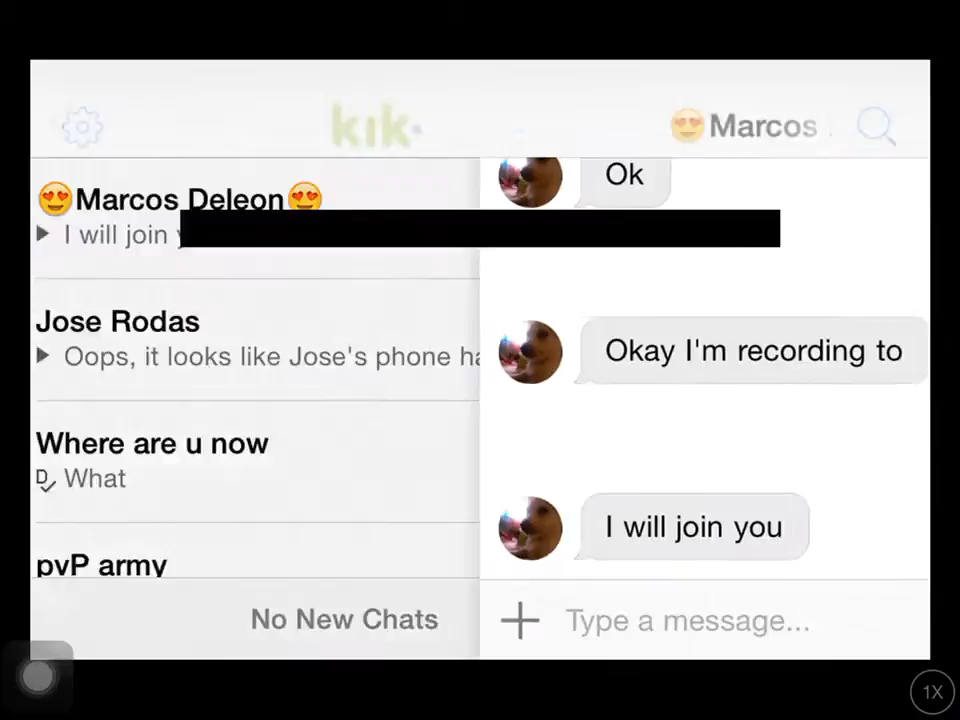 kik.
😍Marcos
😍Marcos Deleon😍
I will join
Jose Rodas
Oops, it looks like Jose's phone ha
Where are u now
D What
pvP army
No New Chats
Ok
Okay I'm recording to
I will join you
Type a message...
1X